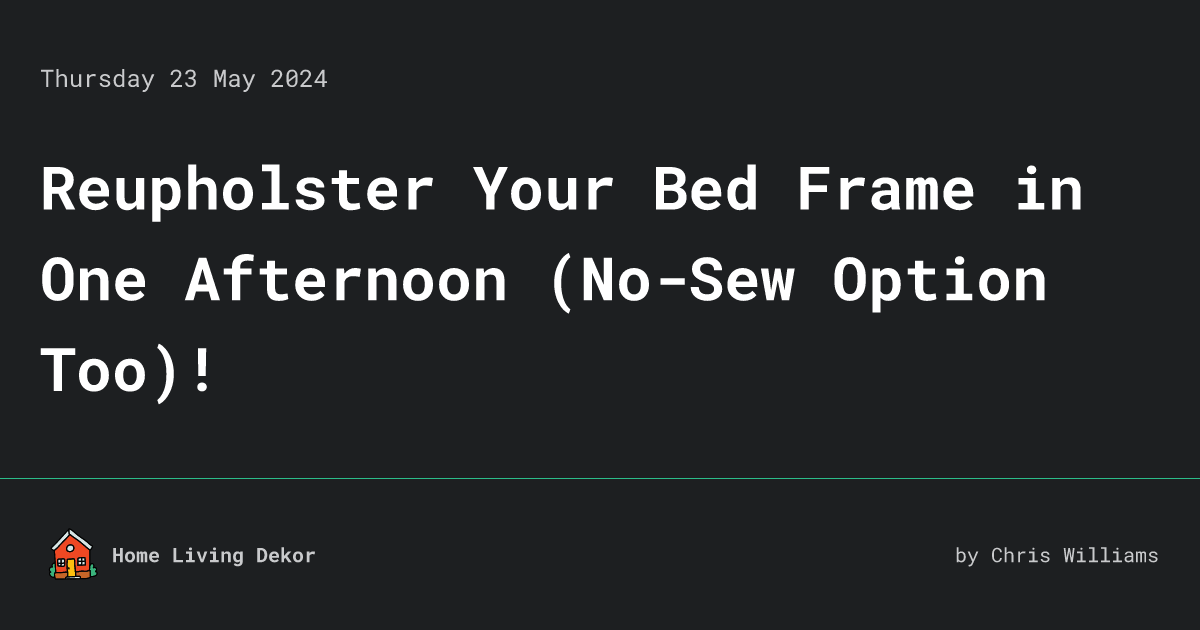 Thursday 23 May 2024
Reupholster Your Bed Frame in
One Afternoon (No-Sew Option
Too)!
Home Living Dekor
by Chris Williams